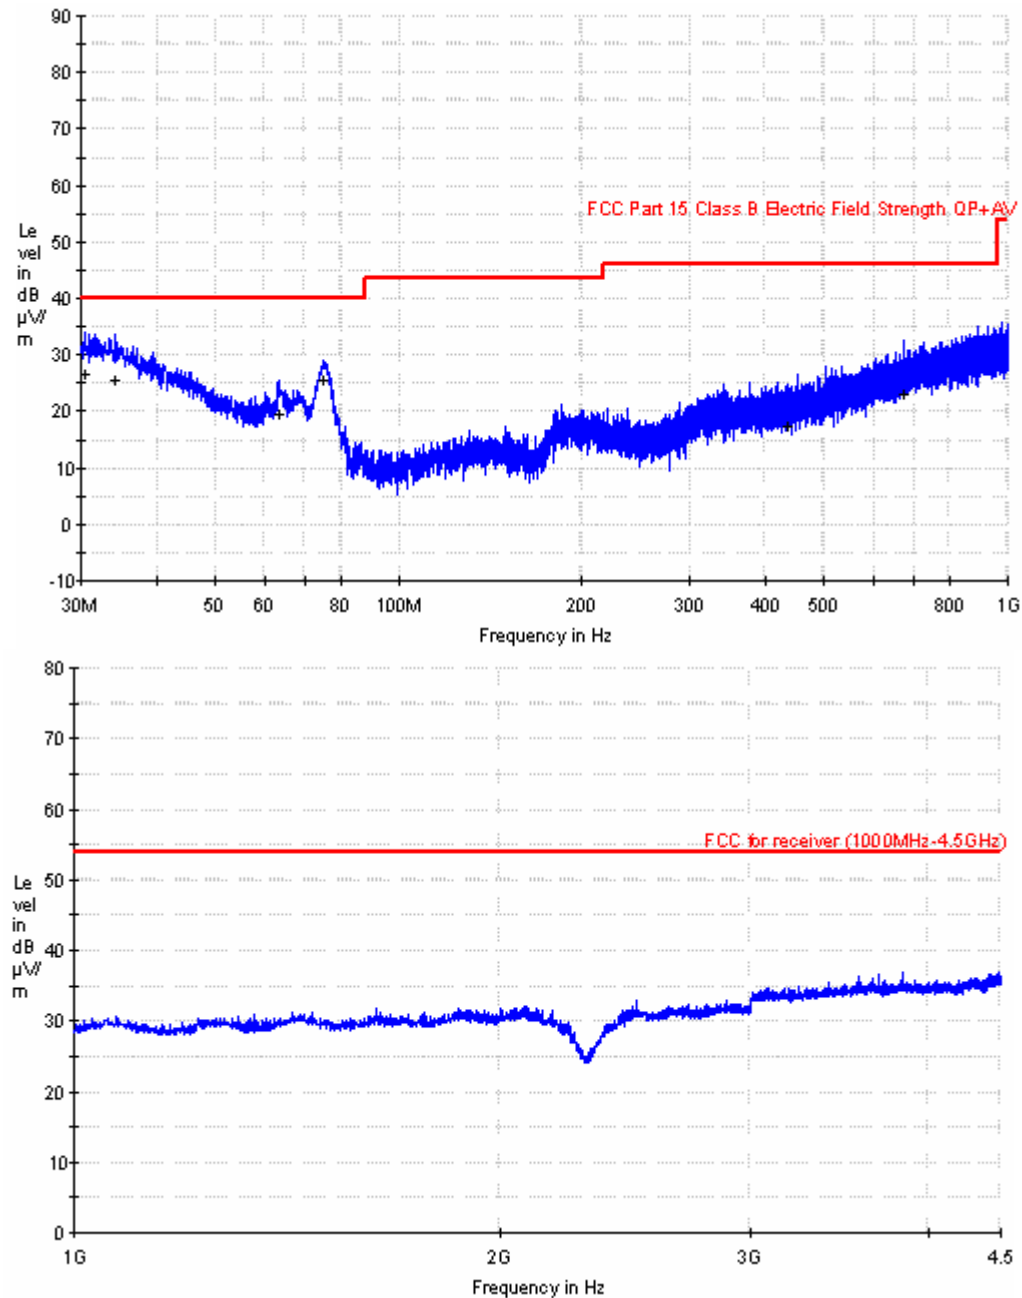 90
80
70
60
50
40
30
20
10
0
-10
Le
vel
in
dB
µV/
m
FCC Part 15 Class B Electric Field Strength QP+AV
30M 50 60 80 100M 200 300 400 500 800 1G
Frequency in Hz
80
70
60
50
40
30
20
10
0
Le
vel
in
dB
µV/
m
FCC for receiver (1000MHz-4.5GHz)
1G 2G 3G 4.5
Frequency in Hz